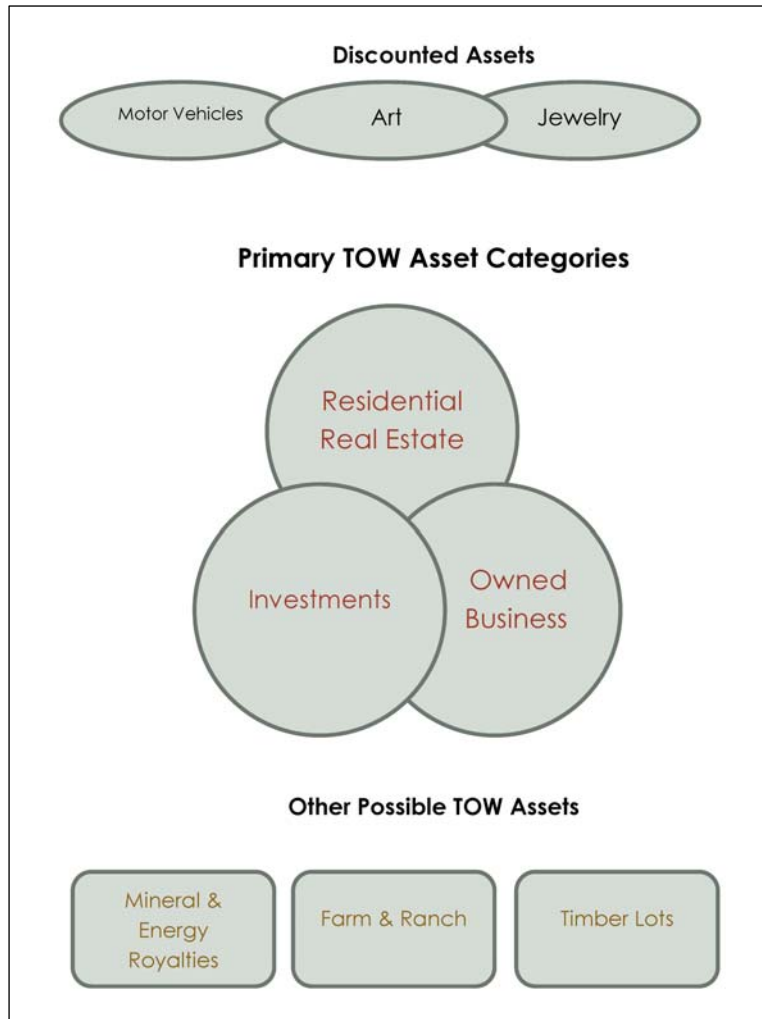 Discounted Assets
Motor Vehicles
Art
Jewelry
Primary TOW Asset Categories
Residential
Real Estate
Investments
Owned
Business
Other Possible TOW Assets
Mineral &
Energy
Royalties
Farm & Ranch
Timber Lots